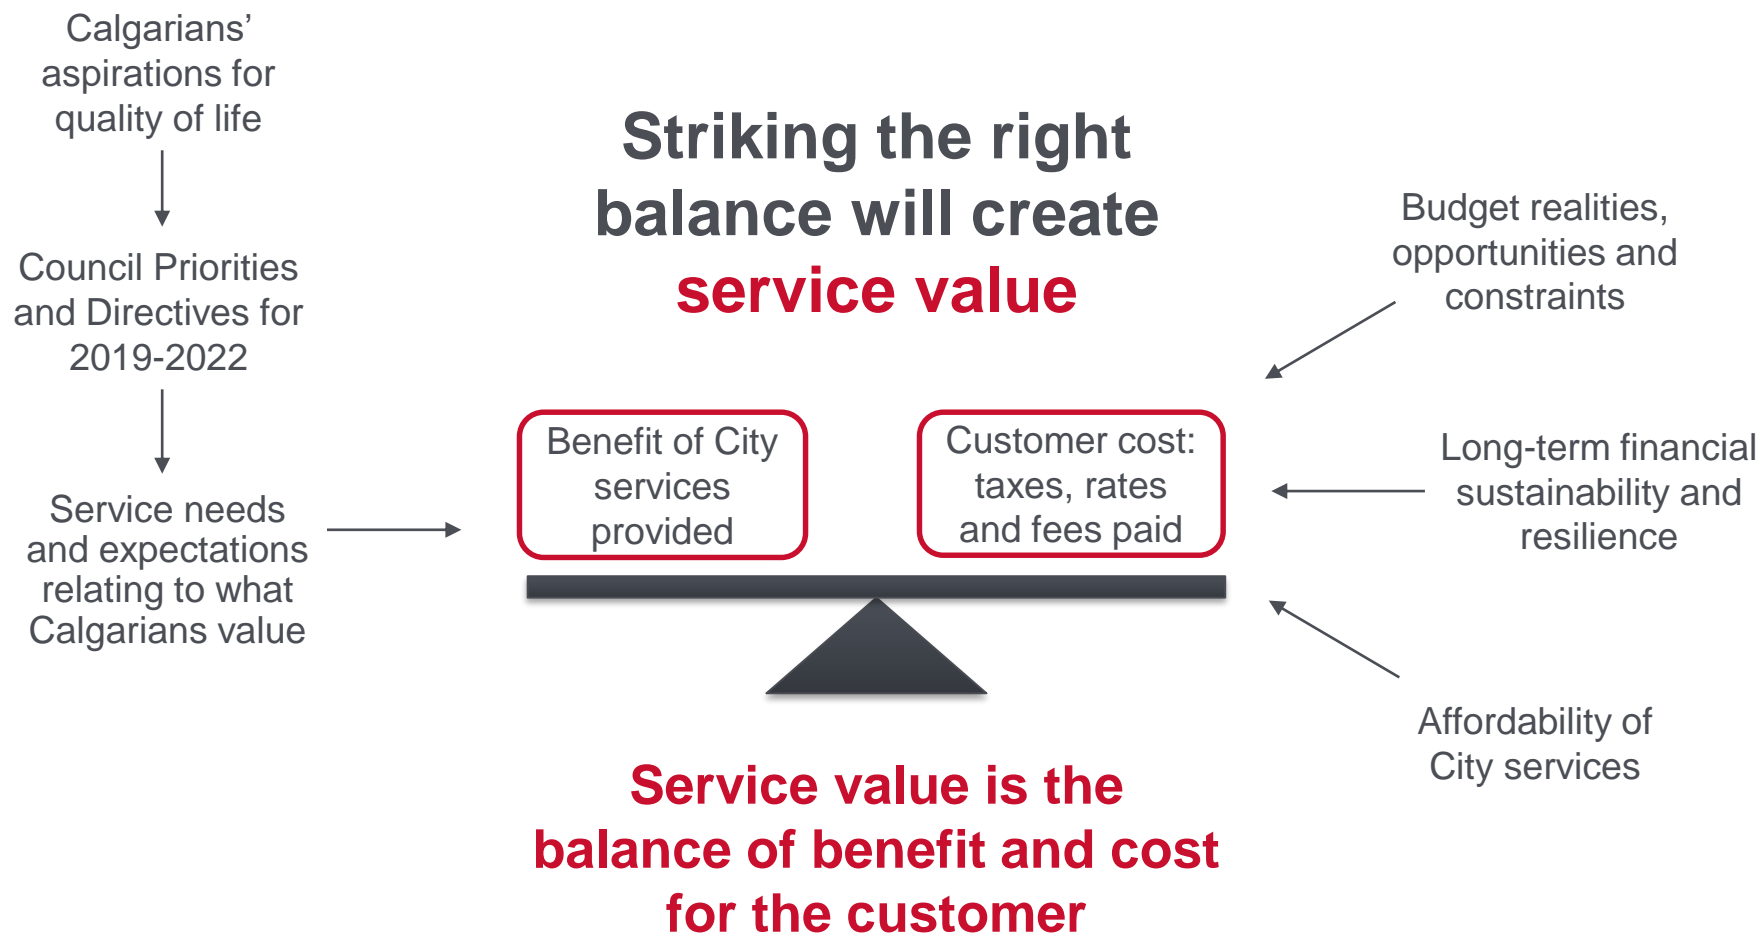 Calgarians’
aspirations for
quality of life
Council Priorities
and Directives for
2019-2022
Service needs
and expectations
relating to what
Calgarians value
Striking the right
balance will create
service value
Benefit of City
services
provided
Customer cost:
taxes, rates
and fees paid
Service value is the
balance of benefit and cost
for the customer
Budget realities,
opportunities and
constraints
Long-term financial
sustainability and
resilience
Affordability of
City services